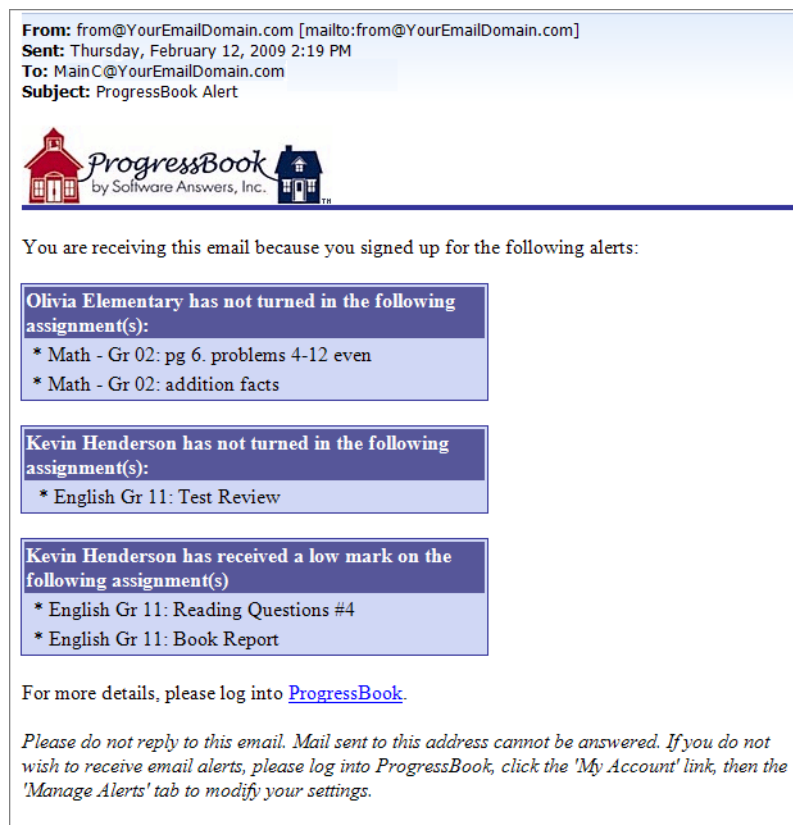 From: from@YourEmailDomain.com [mailto:from@YourEmailDomain.com]
Sent: Thursday, February 12, 2009 2:19 PM
To: MainC@YourEmailDomain.com
Subject: ProgressBook Alert
ProgressBook
by Software Answers, Inc.
TM
You are receiving this email because you signed up for the following alerts:
Olivia Elementary has not turned in the following
assignment(s):
* Math - Gr 02: pg 6. problems 4-12 even
* Math - Gr 02: addition facts
Kevin Henderson has not turned in the following
assignment(s):
* English Gr 11: Test Review
Kevin Henderson has received a low mark on the
following assignment(s)
* English Gr 11: Reading Questions #4
* English Gr 11: Book Report
For more details, please log into ProgressBook.
Please do not reply to this email. Mail sent to this address cannot be answered. If you do not
wish to receive email alerts, please log into ProgressBook, click the 'My Account' link, then the
'Manage Alerts' tab to modify your settings.